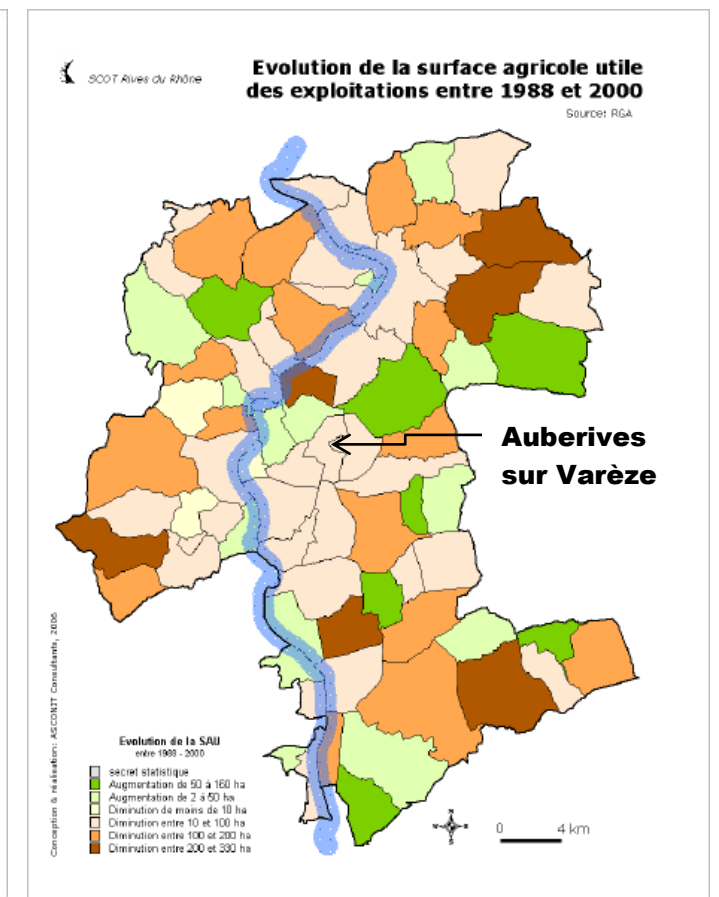 SCOT Rives du Rhône
Evolution de la surface agricole utile
des exploitations entre 1988 et 2000
Source: RGA
Auberives
sur Varèze
Conception & réalisation: ASCONIT Consultants, 2006
Evolution de la SAU
entre 1988 - 2000
secret statistique
Augmentation de 50 à 160 ha
Augmentation de 2 à 50 ha
Diminution de moins de 10 ha
Diminution entre 10 et 100 ha
Diminution entre 100 et 200 ha
Diminution entre 200 et 330 ha
N
W E
S
0 4 km